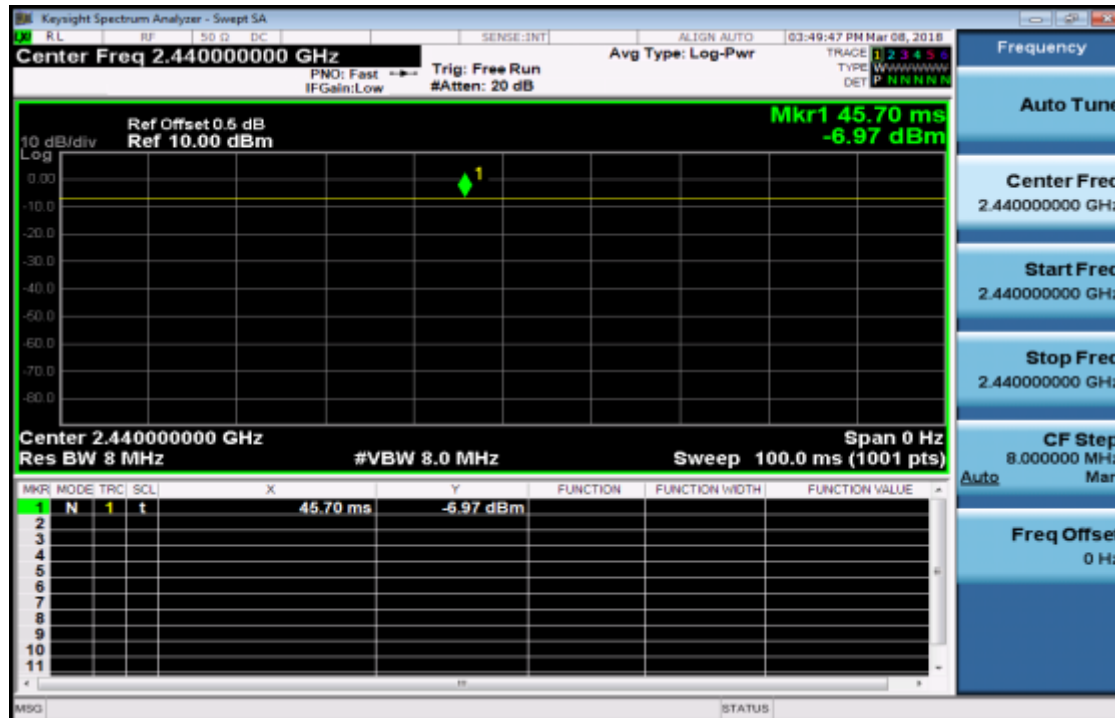 Keysight Spectrum Analyzer - Swept SA
RL RF 50 Ω DC SENSE:INT ALIGN AUTO 03:49:47 PM Mar 08, 2018
Center Freq 2.440000000 GHz
PNO: Fast
IFGain:Low
Trig: Free Run
#Atten: 20 dB
Avg Type: Log-Pwr
TRACE 1 2 3 4 5 6
TYPE WWWWWW
DET P N N N N N
Ref Offset 0.5 dB
10 dB/div Ref 10.00 dBm
Log
Mkr1 45.70 ms
-6.97 dBm
1
0.00
-10.0
-20.0
-30.0
-40.0
-50.0
-60.0
-70.0
-80.0
Center 2.440000000 GHz Span 0 Hz
Res BW 8 MHz #VBW 8.0 MHz Sweep 100.0 ms (1001 pts)
MKR MODE TRC SCL X Y FUNCTION FUNCTION WIDTH FUNCTION VALUE
1 N 1 t 45.70 ms -6.97 dBm
2
3
4
5
6
7
8
9
10
11
MSG STATUS
Frequency
Auto Tune
Center Freq
2.440000000 GHz
Start Freq
2.440000000 GHz
Stop Freq
2.440000000 GHz
CF Step
8.000000 MHz
Auto Man
Freq Offset
0 Hz